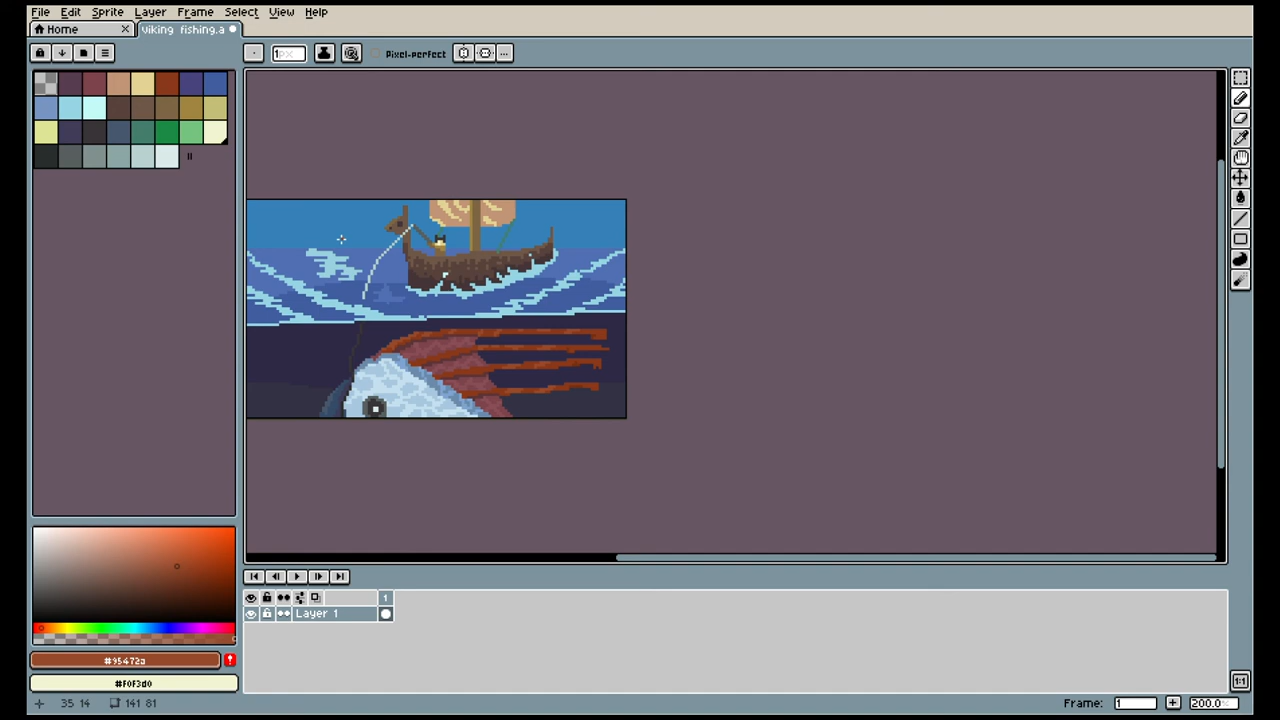 File Edit Sprite Layer Frame Select View Help
Home viking fishing.a
1px Pixel-perfect
#95472a
#F0F3d0
1
Layer 1
1:1
35 14 141 81 Frame: 1 200.0%